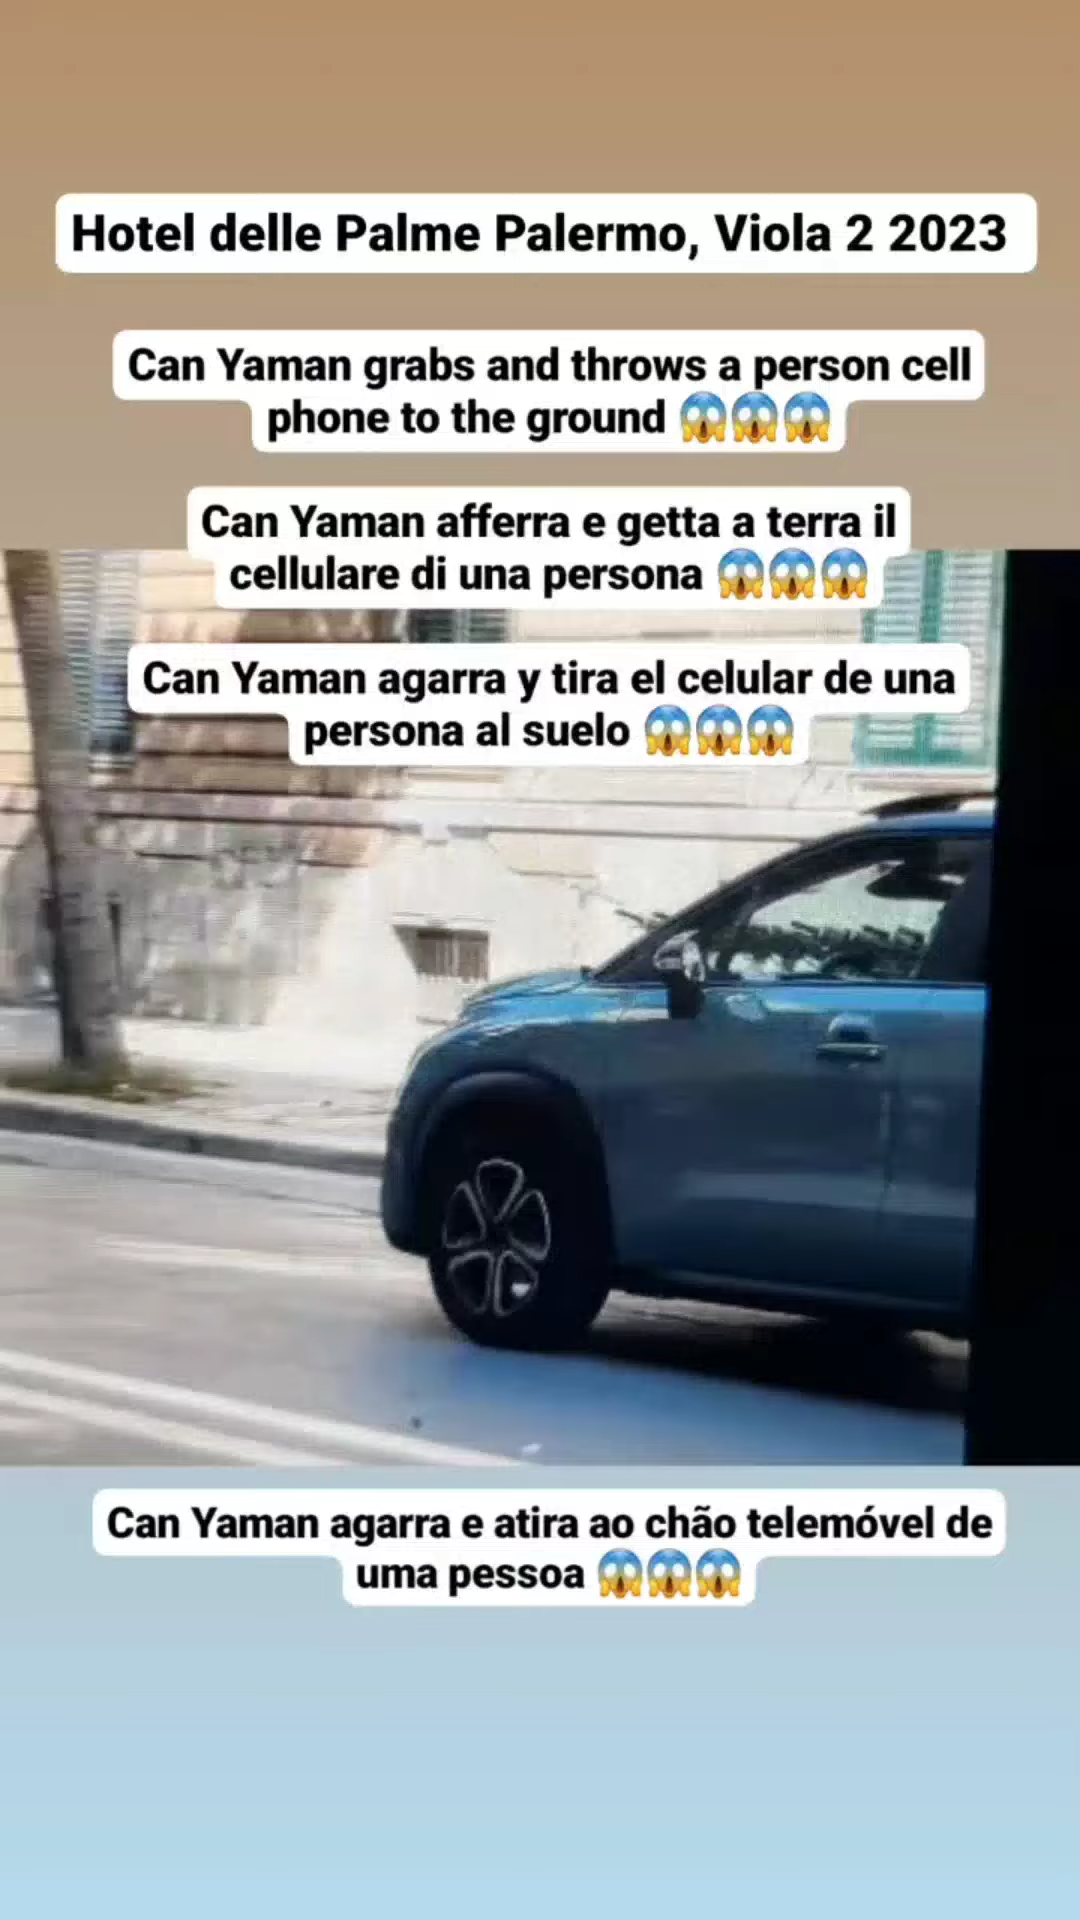 Hotel delle Palme Palermo, Viola 2 2023
Can Yaman grabs and throws a person cell
phone to the ground 😱😱😱
Can Yaman afferra e getta a terra il
cellulare di una persona 😱😱😱
Can Yaman agarra y tira el celular de una
persona al suelo 😱😱😱
Can Yaman agarra e atira ao chão telemóvel de
uma pessoa 😱😱😱